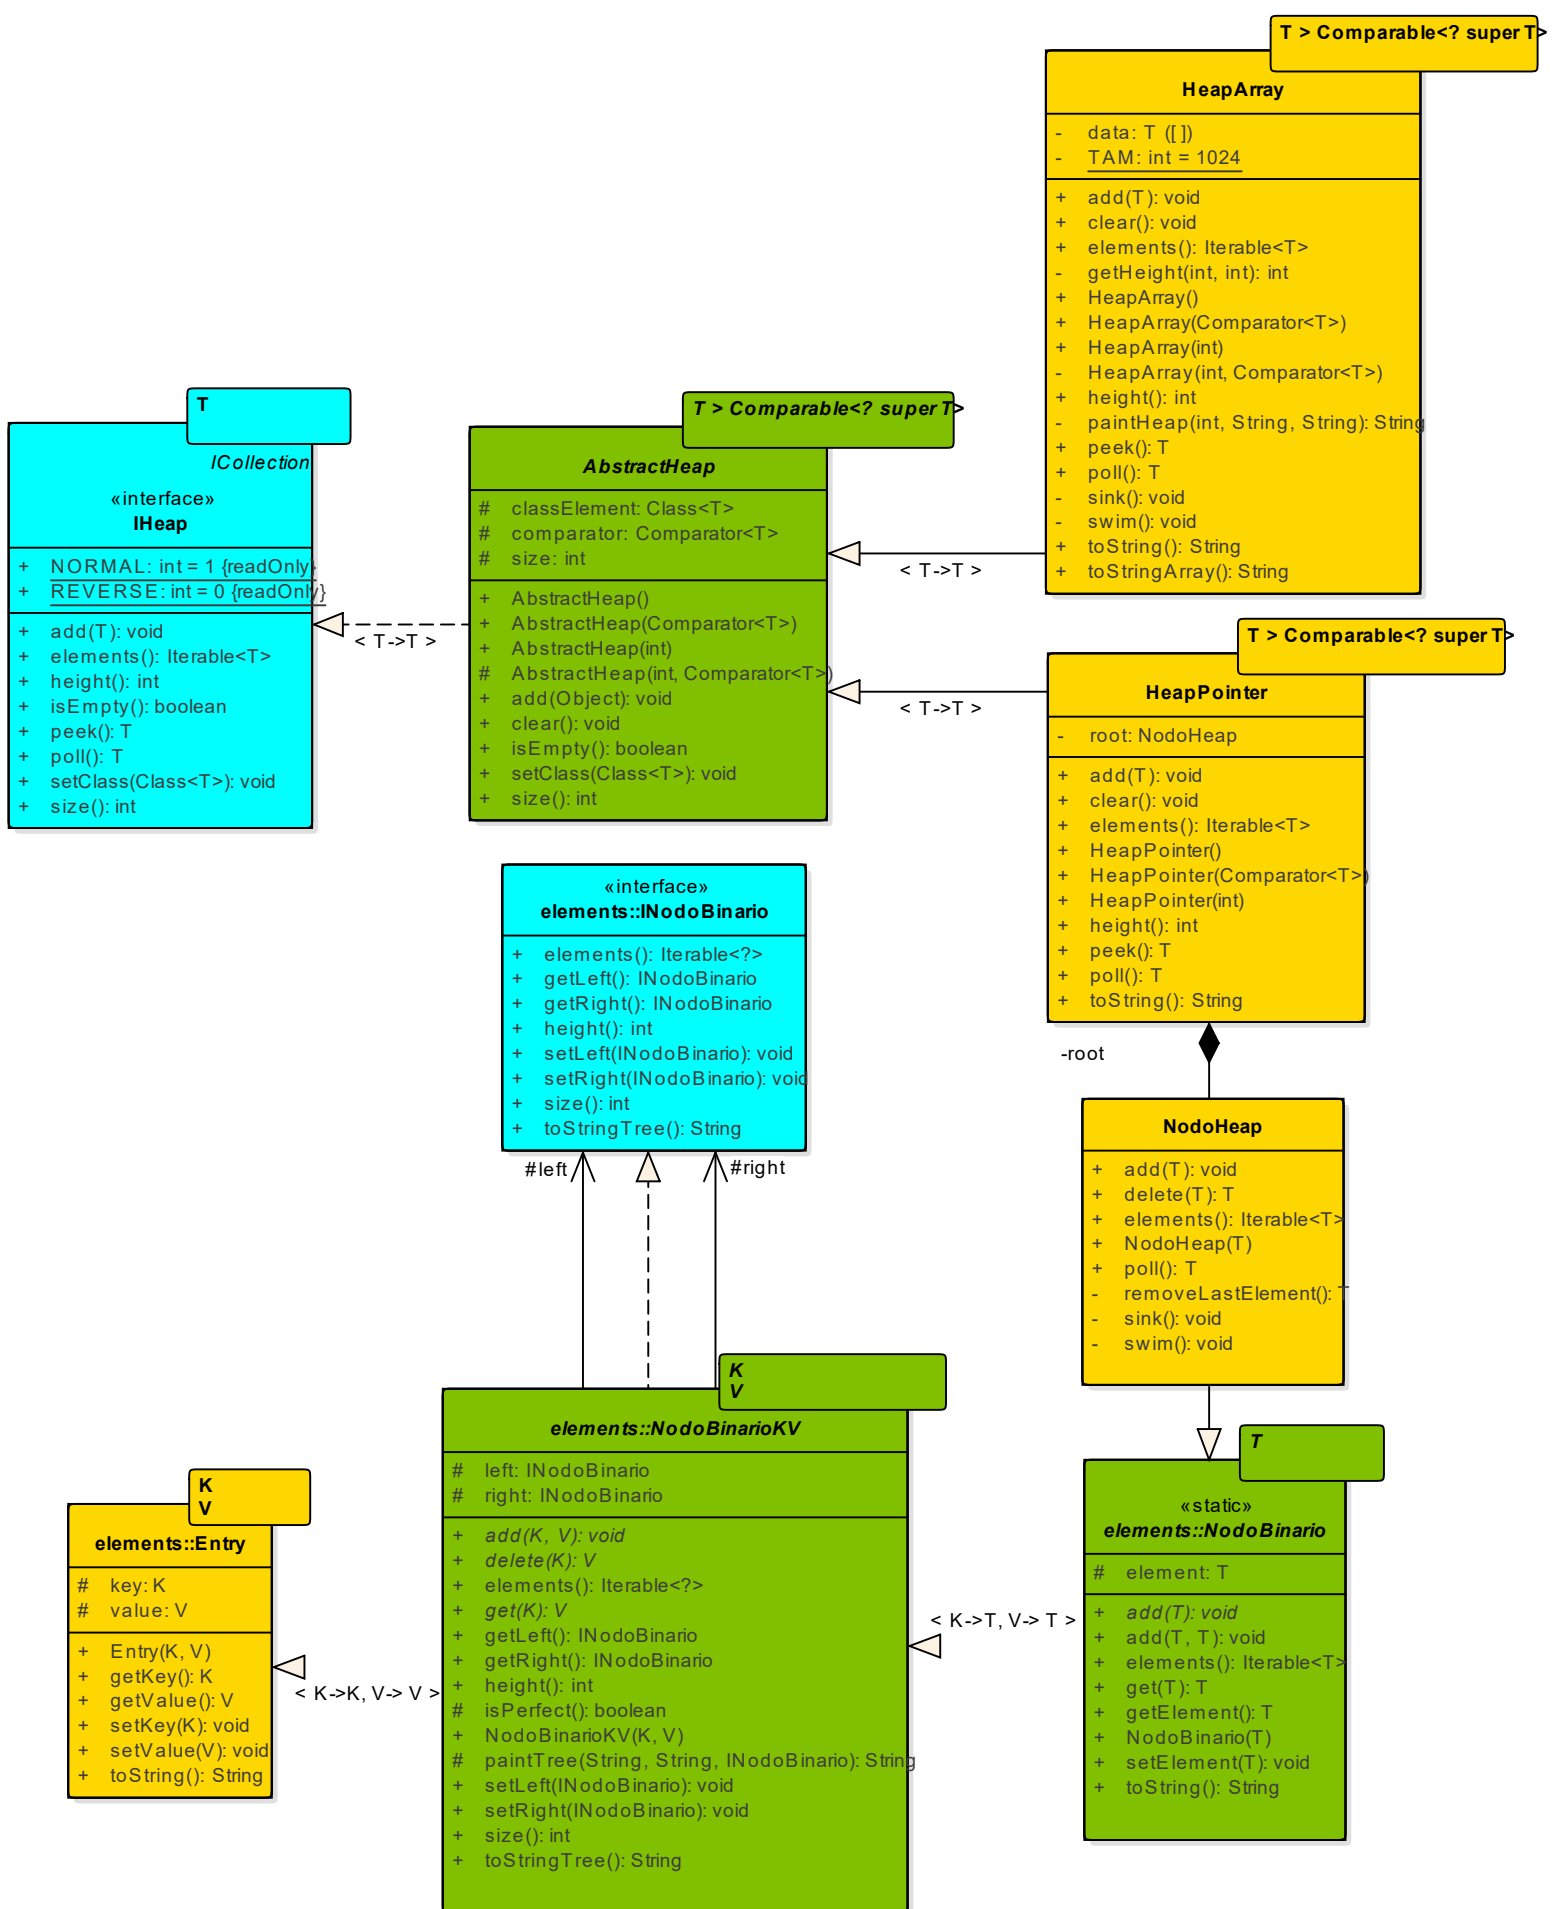 T > Comparable<? super T>
HeapArray
- data: T ([ ])
- TAM: int = 1024
+ add(T): void
+ clear(): void
+ elements(): Iterable<T>
- getHeight(int, int): int
+ HeapArray()
+ HeapArray(Comparator<T>)
+ HeapArray(int)
- HeapArray(int, Comparator<T>)
+ height(): int
- paintHeap(int, String, String): String
+ peek(): T
+ poll(): T
- sink(): void
- swim(): void
+ toString(): String
+ toStringArray(): String
T
ICollection
«interface»
IHeap
+ NORMAL: int = 1 {readOnly}
+ REVERSE: int = 0 {readOnly}
+ add(T): void
+ elements(): Iterable<T>
+ height(): int
+ isEmpty(): boolean
+ peek(): T
+ poll(): T
+ setClass(Class<T>): void
+ size(): int
< T->T >
T > Comparable<? super T>
AbstractHeap
# classElement: Class<T>
# comparator: Comparator<T>
# size: int
+ AbstractHeap()
+ AbstractHeap(Comparator<T>)
+ AbstractHeap(int)
# AbstractHeap(int, Comparator<T>)
+ add(Object): void
+ clear(): void
+ isEmpty(): boolean
+ setClass(Class<T>): void
+ size(): int
< T->T >
< T->T >
T > Comparable<? super T>
HeapPointer
- root: NodoHeap
+ add(T): void
+ clear(): void
+ elements(): Iterable<T>
+ HeapPointer()
+ HeapPointer(Comparator<T>)
+ HeapPointer(int)
+ height(): int
+ peek(): T
+ poll(): T
+ toString(): String
-root
«interface»
elements::INodoBinario
+ elements(): Iterable<?>
+ getLeft(): INodoBinario
+ getRight(): INodoBinario
+ height(): int
+ setLeft(INodoBinario): void
+ setRight(INodoBinario): void
+ size(): int
+ toStringTree(): String
#left
#right
NodoHeap
+ add(T): void
+ delete(T): T
+ elements(): Iterable<T>
+ NodoHeap(T)
+ poll(): T
- removeLastElement(): T
- sink(): void
- swim(): void
K
V
elements::NodoBinarioKV
# left: INodoBinario
# right: INodoBinario
+ add(K, V): void
+ delete(K): V
+ elements(): Iterable<?>
+ get(K): V
+ getLeft(): INodoBinario
+ getRight(): INodoBinario
+ height(): int
# isPerfect(): boolean
+ NodoBinarioKV(K, V)
# paintTree(String, String, INodoBinario): String
+ setLeft(INodoBinario): void
+ setRight(INodoBinario): void
+ size(): int
+ toStringTree(): String
K
V
elements::Entry
# key: K
# value: V
+ Entry(K, V)
+ getKey(): K
+ getValue(): V
+ setKey(K): void
+ setValue(V): void
+ toString(): String
< K->K, V-> V >
< K->T, V-> T >
T
«static»
elements::NodoBinario
# element: T
+ add(T): void
+ add(T, T): void
+ elements(): Iterable<T>
+ get(T): T
+ getElement(): T
+ NodoBinario(T)
+ setElement(T): void
+ toString(): String